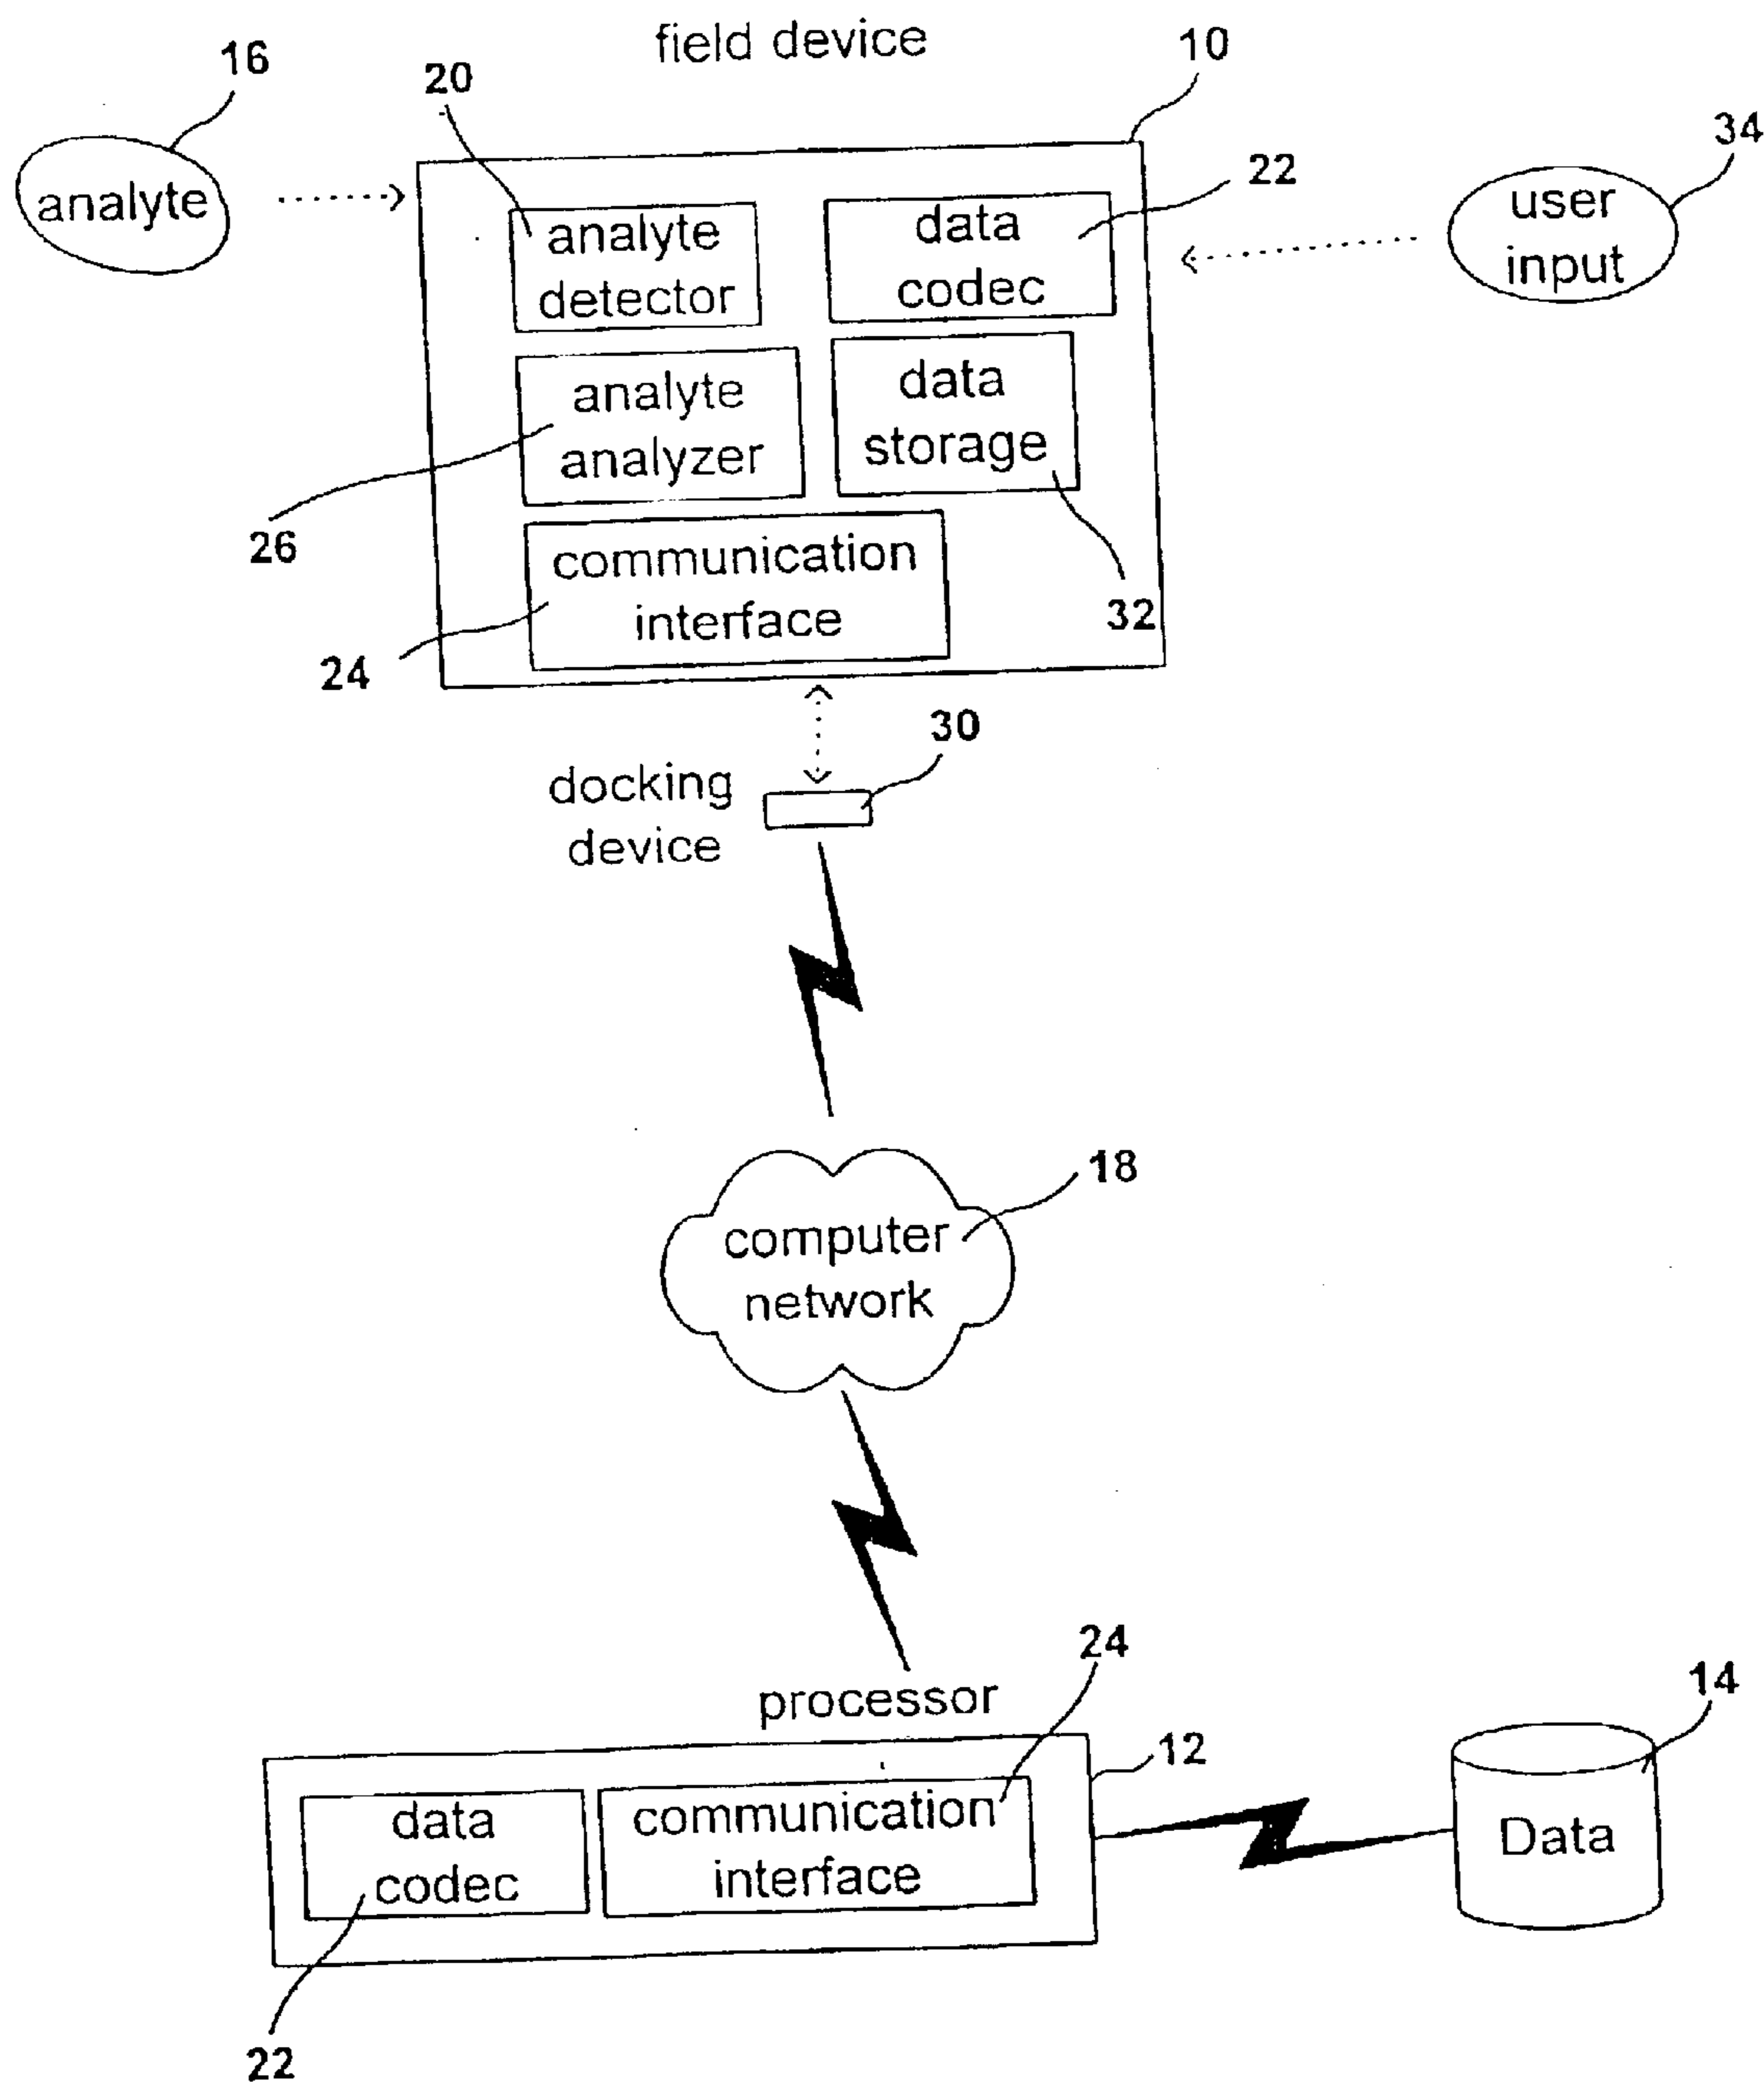 field device
16
20
10
34
analyte
22
user
input
analyte
detector
data
codec
analyte
analyzer
data
storage
26
communication
interface
32
24
30
docking
device
18
computer
network
24
processor
14
12
data
codec
communication
interface
Data
22